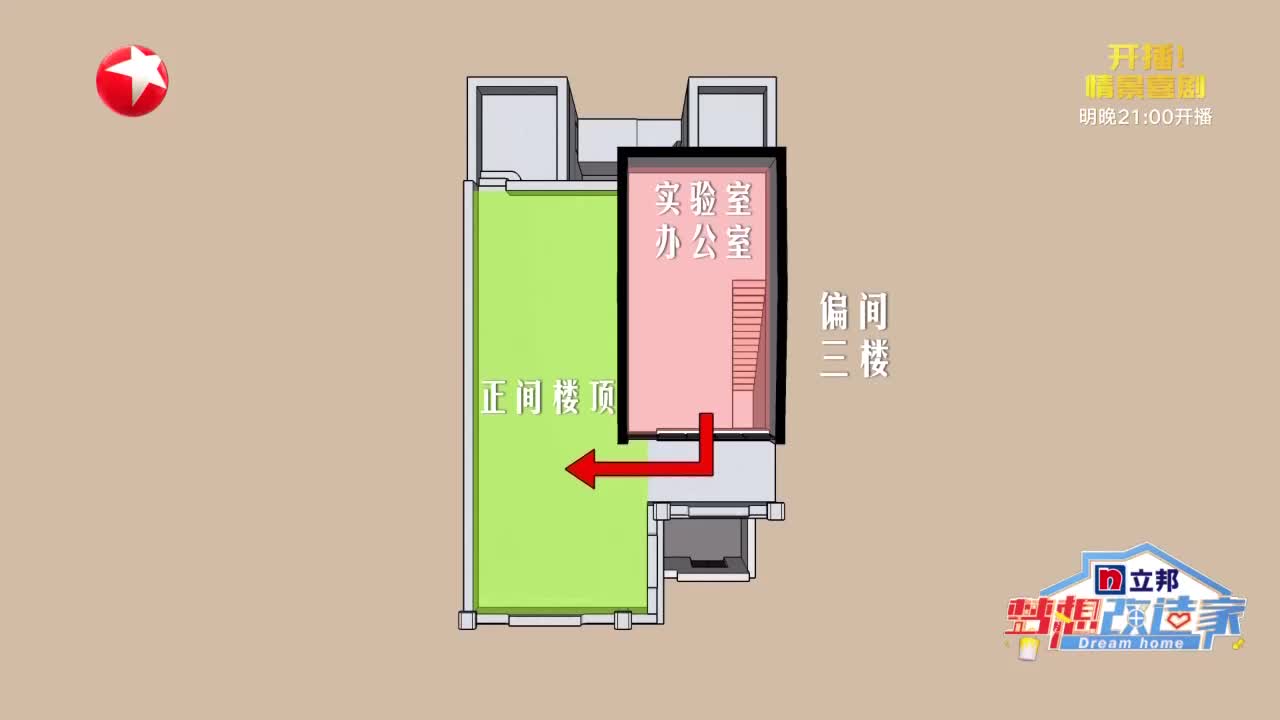 开播!
情景喜剧
明晚21:00开播
实验室
办公室
偏间
三楼
正间楼顶
n立邦
梦想改造家
Dream home